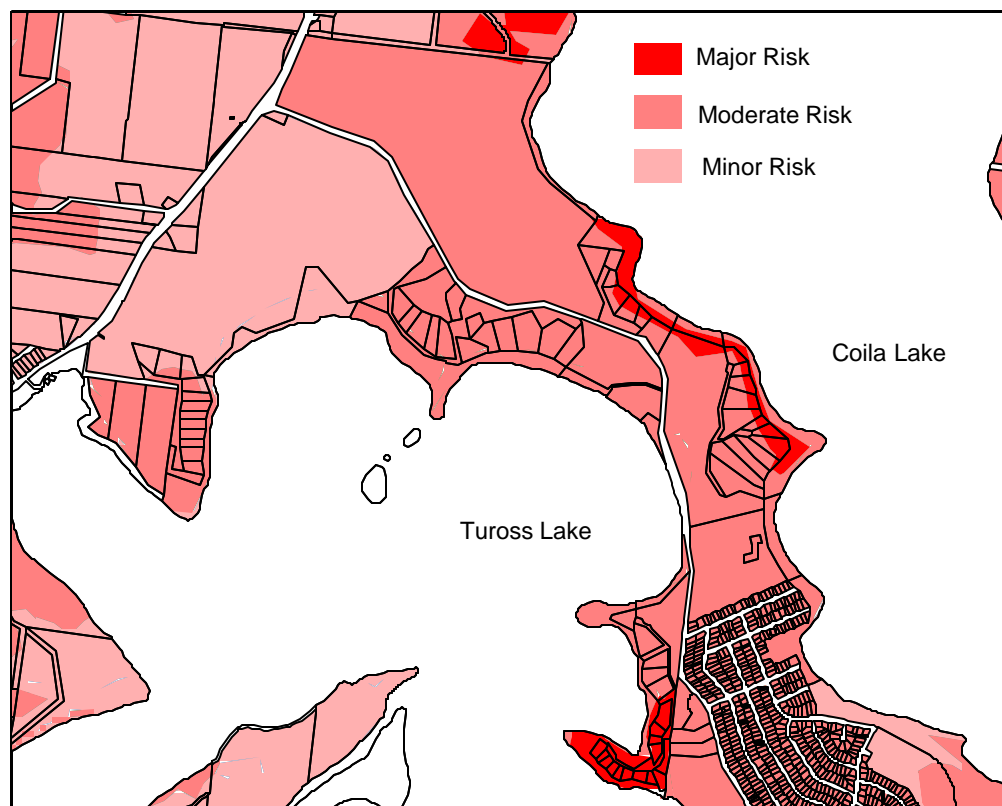 Major Risk
Moderate Risk
Minor Risk
Coila Lake
Tuross Lake